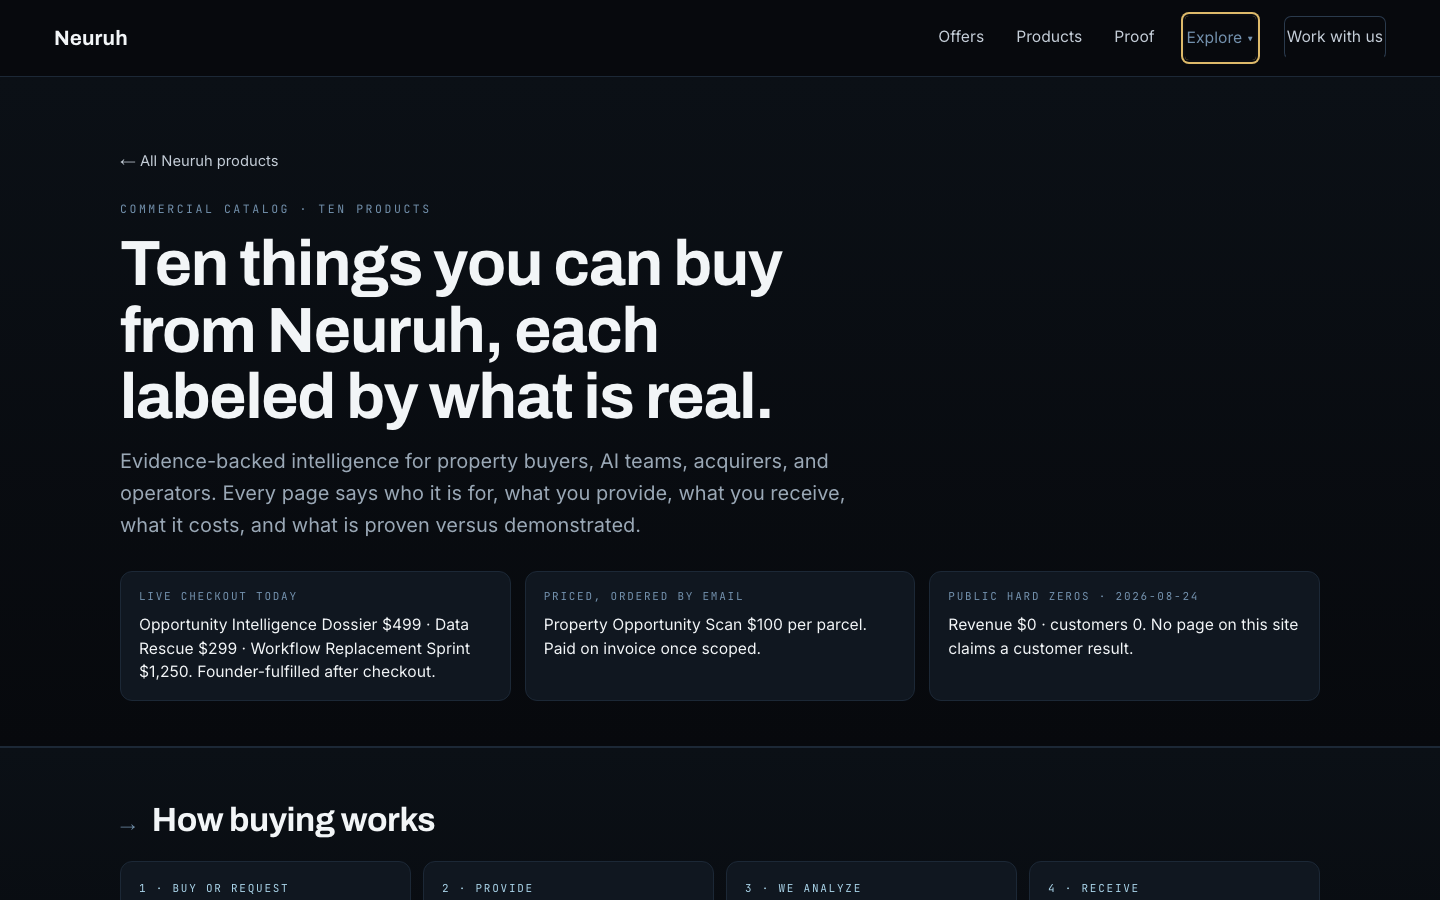 Neuruh
Offers
Products
Proof
Explore ▾
Work with us
← All Neuruh products
COMMERCIAL CATALOG · TEN PRODUCTS
Ten things you can buy
from Neuruh, each
labeled by what is real.
Evidence-backed intelligence for property buyers, AI teams, acquirers, and
operators. Every page says who it is for, what you provide, what you receive,
what it costs, and what is proven versus demonstrated.
LIVE CHECKOUT TODAY
Opportunity Intelligence Dossier $499 · Data
Rescue $299 · Workflow Replacement Sprint
$1,250. Founder-fulfilled after checkout.
PRICED, ORDERED BY EMAIL
Property Opportunity Scan $100 per parcel.
Paid on invoice once scoped.
PUBLIC HARD ZEROS · 2026-08-24
Revenue $0 · customers 0. No page on this site
claims a customer result.
→ How buying works
1 · BUY OR REQUEST
2 · PROVIDE
3 · WE ANALYZE
4 · RECEIVE